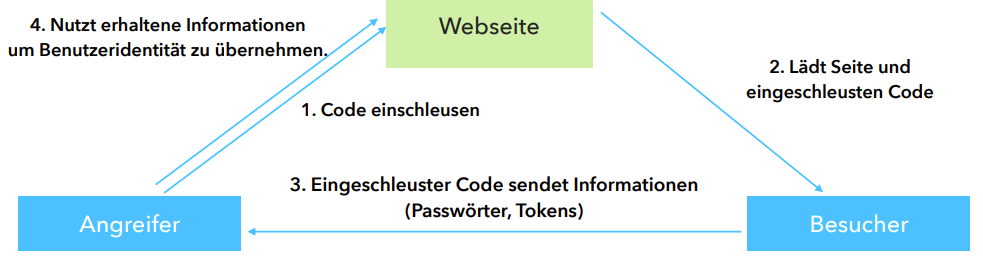 4. Nutzt erhaltene Informationen
um Benutzeridentität zu übernehmen.
Webseite
2. Lädt Seite und
eingeschleusten Code
1. Code einschleusen
3. Eingeschleuster Code sendet Informationen
(Passwörter, Tokens)
Angreifer
Besucher